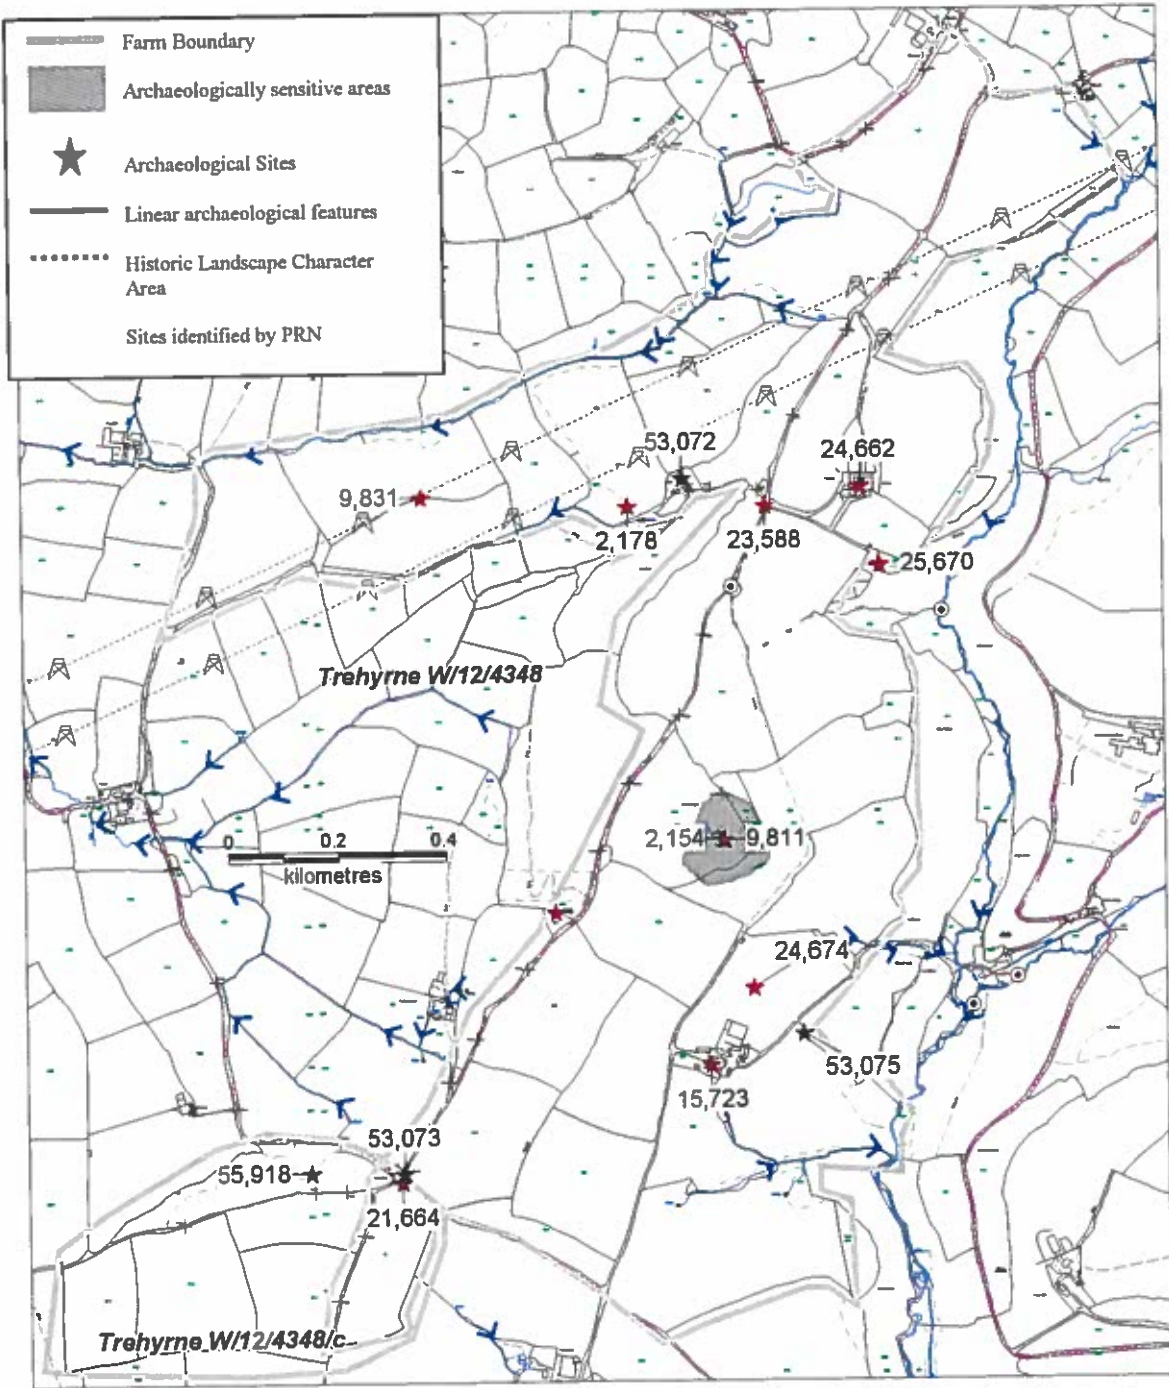 Farm Boundary
Archaeologically sensitive areas
Archaeological Sites
Linear archaeological features
Historic Landscape Character
Area
Sites identified by PRN
53,072
24,662
9,831
2,178
23,588
25,670
Trehyrne W/12/4348
0 0.2 0.4
kilometres
2,154
9,811
24,674
53,075
15,723
53,073
55,918
21,664
Trehyrne W/12/4348/c